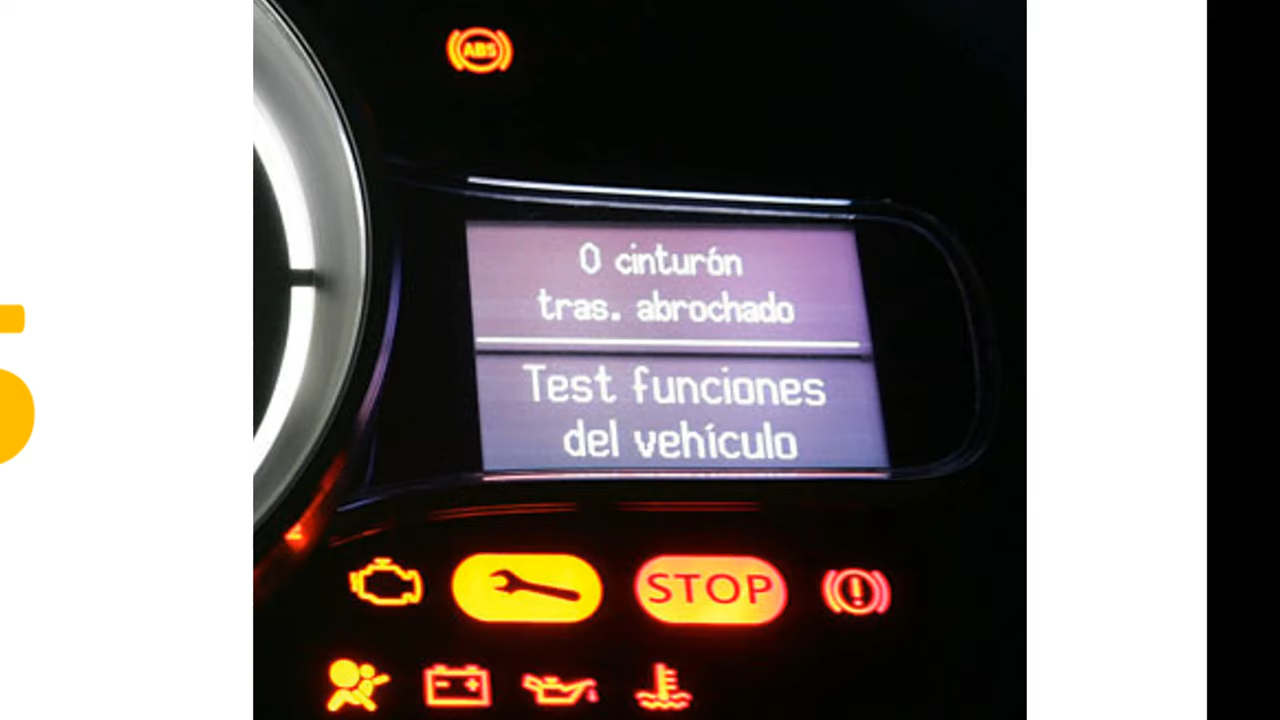 ABS
0 cinturón
tras. abrochado
Test funciones
del vehículo
STOP